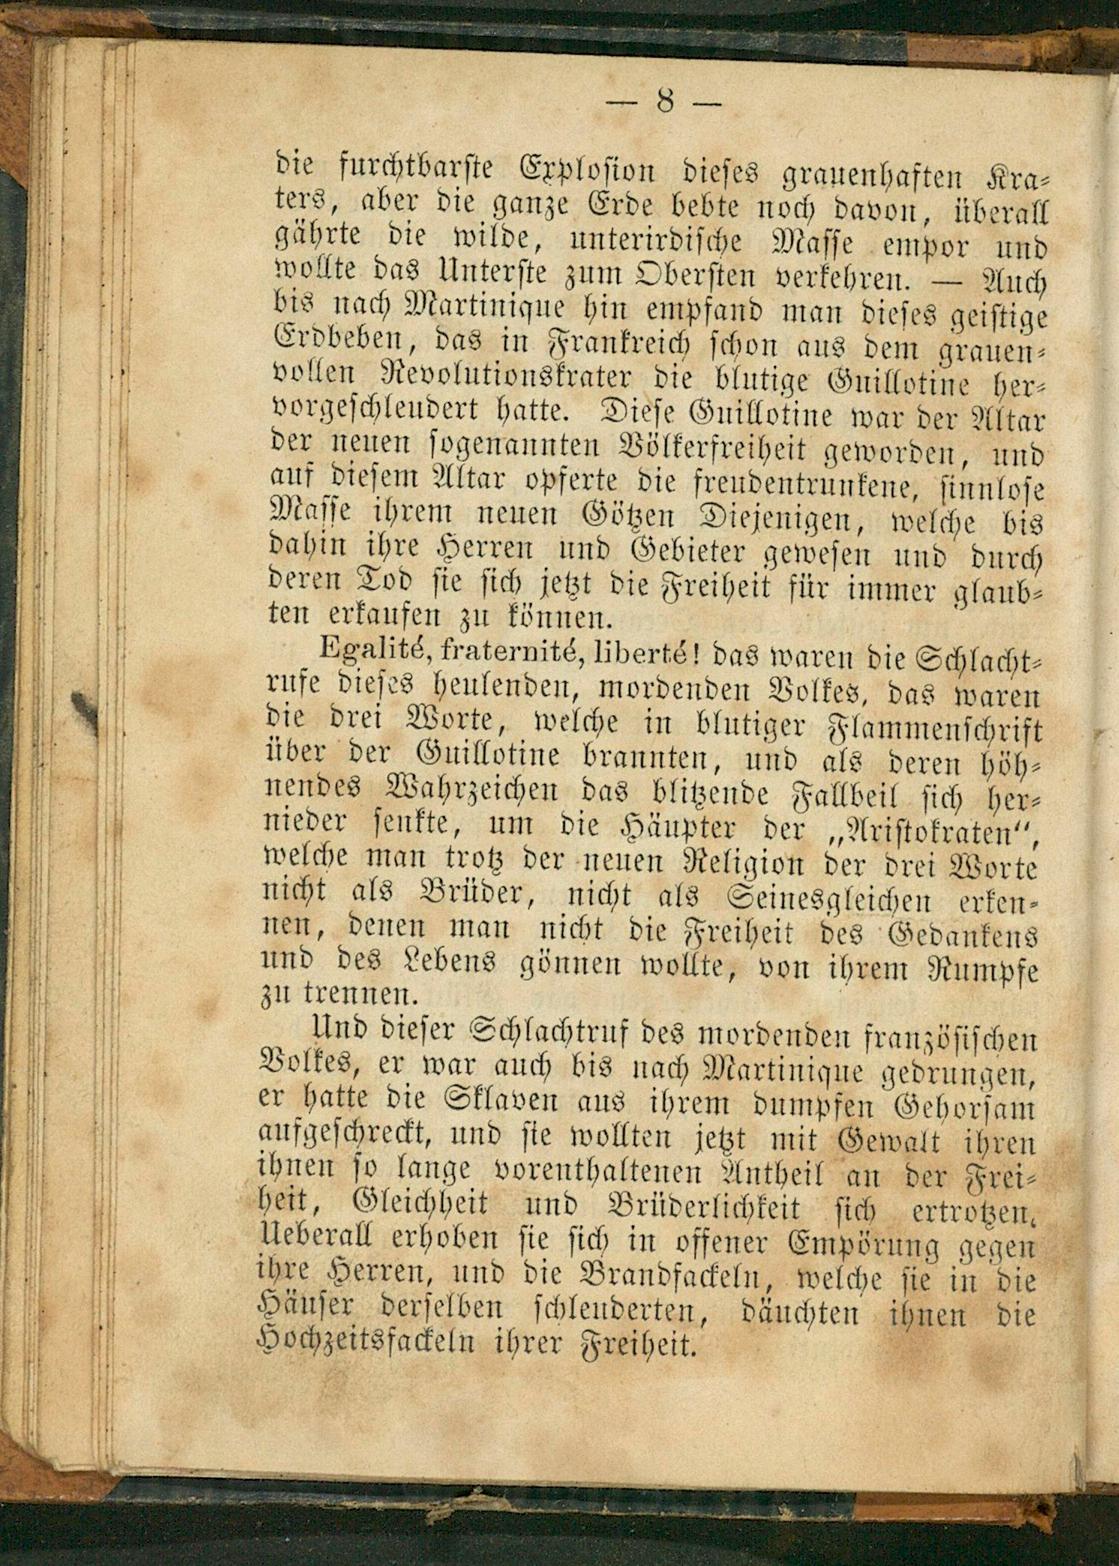 — 8 —
die furchtbarste Explosion dieses grauenhaften Kra-
ters, aber die ganze Erde bebte noch davon, überall
gährte die wilde, unterirdische Masse empor und
wollte das Unterste zum Obersten verkehren. — Auch
bis nach Martinique hin empfand man dieses geistige
Erdbeben, das in Frankreich schon aus dem grauen-
vollen Revolutionskrater die blutige Guillotine her-
vorgeschleudert hatte. Diese Guillotine war der Altar
der neuen sogenannten Völkerfreiheit geworden, und
auf diesem Altar opferte die freudentrunkene, sinnlose
Masse ihrem neuen Götzen Diejenigen, welche bis
dahin ihre Herren und Gebieter gewesen und durch
deren Tod sie sich jetzt die Freiheit für immer glaub-
ten erkaufen zu können.
Egalité, fraternité, liberté! das waren die Schlacht-
rufe dieses heulenden, mordenden Volkes, das waren
die drei Worte, welche in blutiger Flammenschrift
über der Guillotine brannten, und als deren höh-
nendes Wahrzeichen das blitzende Fallbeil sich her-
nieder senkte, um die Häupter der „Aristokraten“,
welche man trotz der neuen Religion der drei Worte
nicht als Brüder, nicht als Seinesgleichen erken-
nen, denen man nicht die Freiheit des Gedankens
und des Lebens gönnen wollte, von ihrem Rumpfe
zu trennen.
Und dieser Schlachtruf des mordenden französischen
Volkes, er war auch bis nach Martinique gedrungen,
er hatte die Sklaven aus ihrem dumpfen Gehorsam
aufgeschreckt, und sie wollten jetzt mit Gewalt ihren
ihnen so lange vorenthaltenen Antheil an der Frei-
heit, Gleichheit und Brüderlichkeit sich ertrotzen.
Ueberall erhoben sie sich in offener Empörung gegen
ihre Herren, und die Brandfackeln, welche sie in die
Häuser derselben schleuderten, däuchten ihnen die
Hochzeitsfackeln ihrer Freiheit.